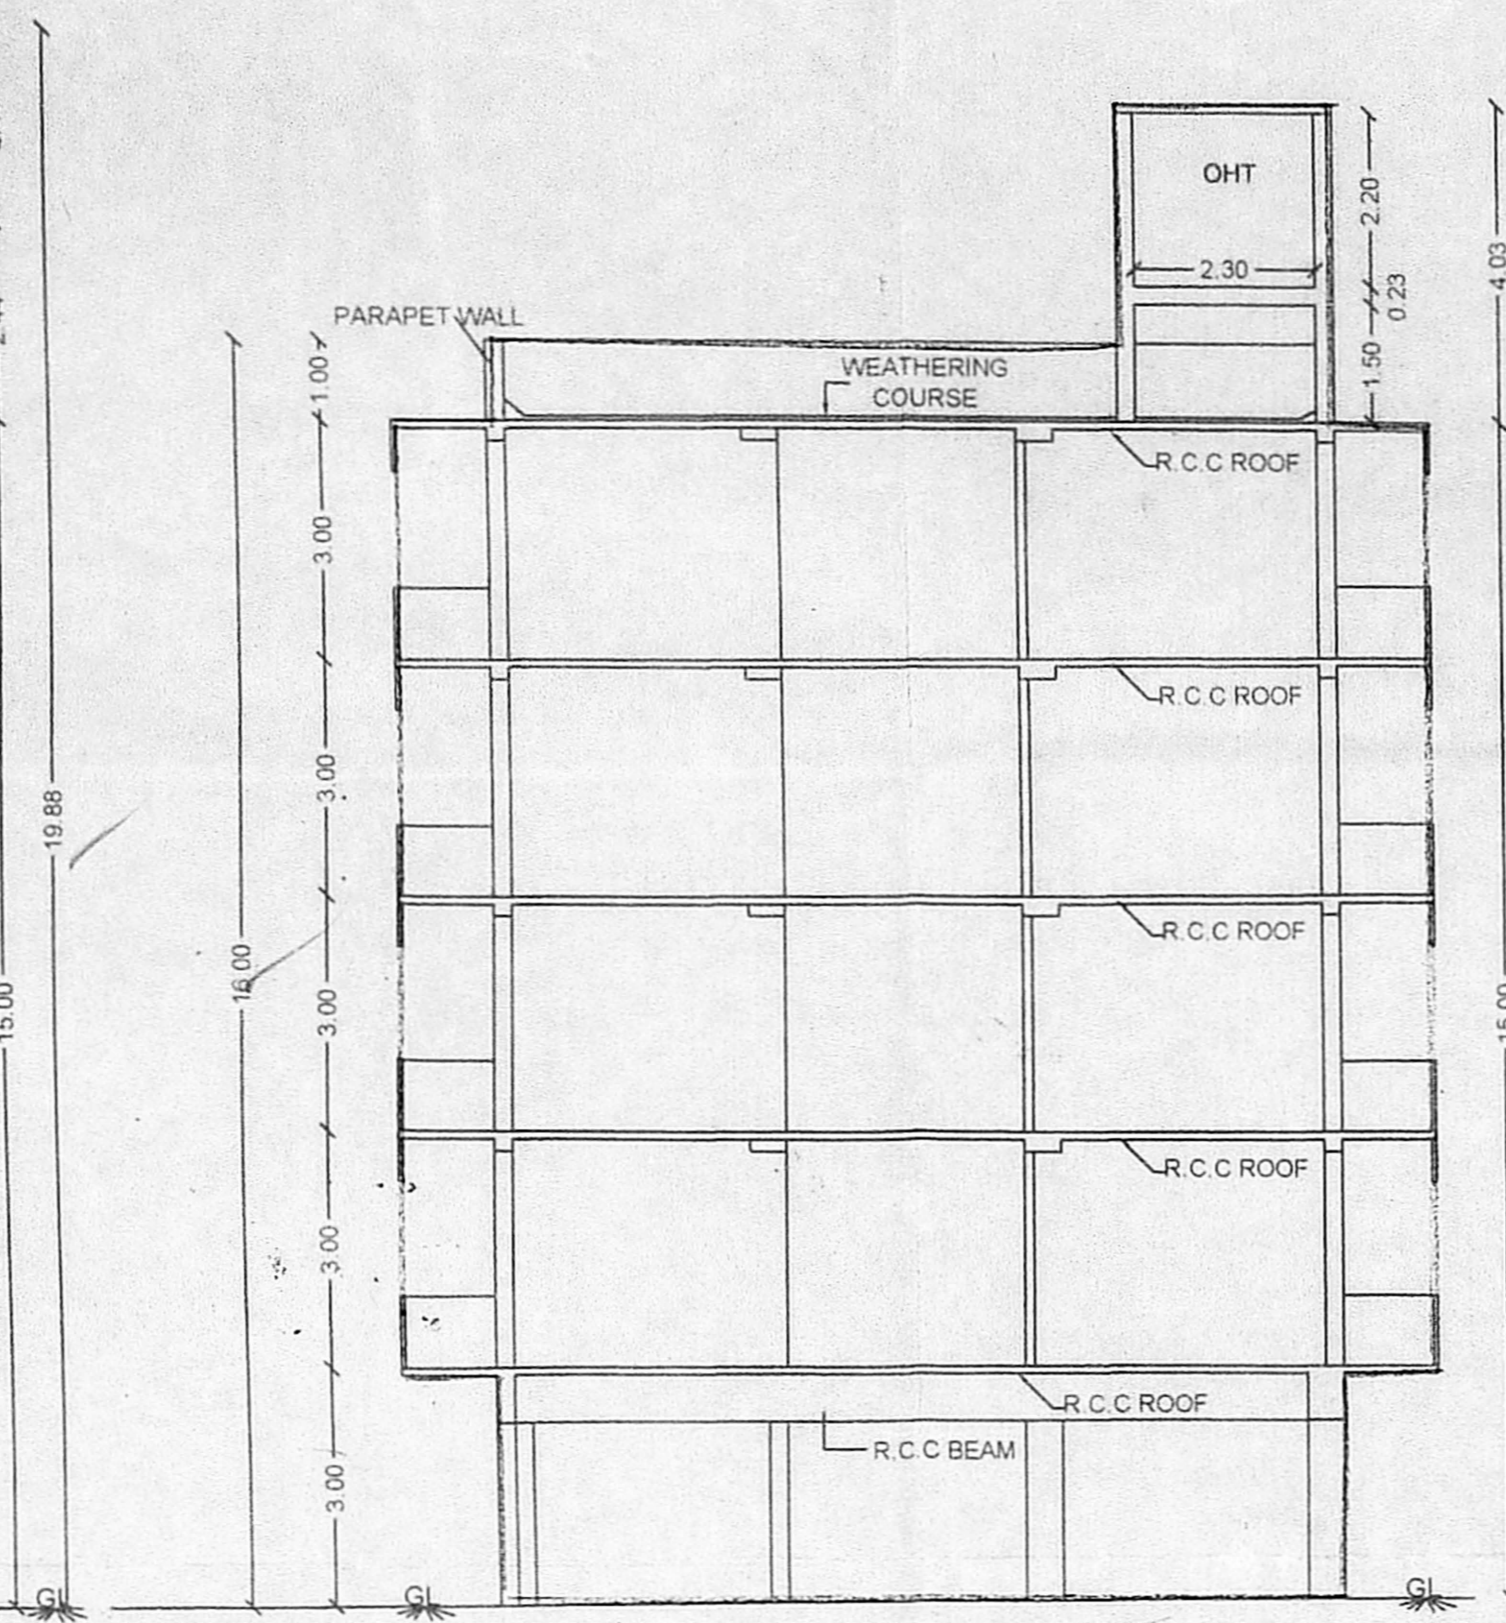 OHT
2.20
4.03
2.30
0.23
PARAPET WALL
1.00
WEATHERING
COURSE
1.50
R.C.C ROOF
3.00
R.C.C ROOF
3.00
19.88
R.C.C ROOF
16.00
3.00
15.00
15.00
R.C.C ROOF
3.00
R.C.C ROOF
R.C.C BEAM
3.00
GL
GL
GL